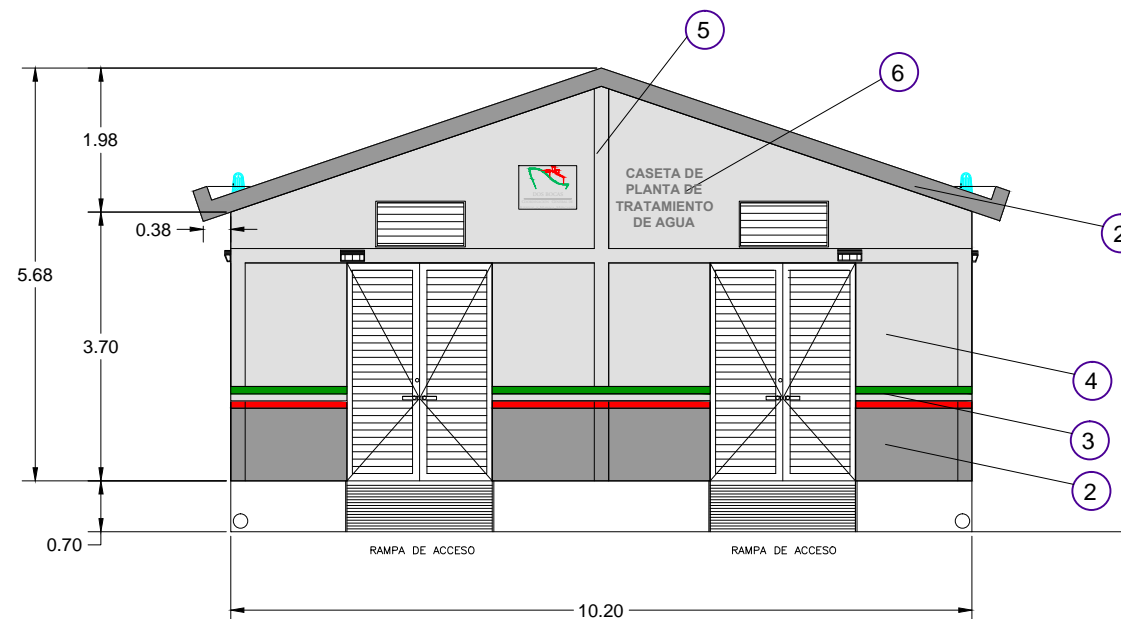 5
6
1.98
CASETA DE
PLANTA DE
TRATAMIENTO
DE AGUA
0.38
2
5.68
3.70
4
3
2
0.70
RAMPA DE ACCESO
RAMPA DE ACCESO
10.20